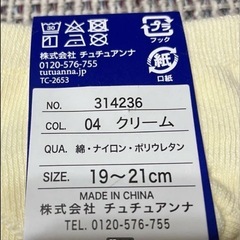 30
プラ
フック
紙
口紙
株式会社 チュチュアンナ
0120-576-755
tutuanna.jp
TC-2653
NO. 314236
COL. 04 クリーム
QUA. 綿・ナイロン・ポリウレタン
SIZE. 19~21cm
MADE IN CHINA
株式会社 チュチュアンナ
TEL. 0120-576-755